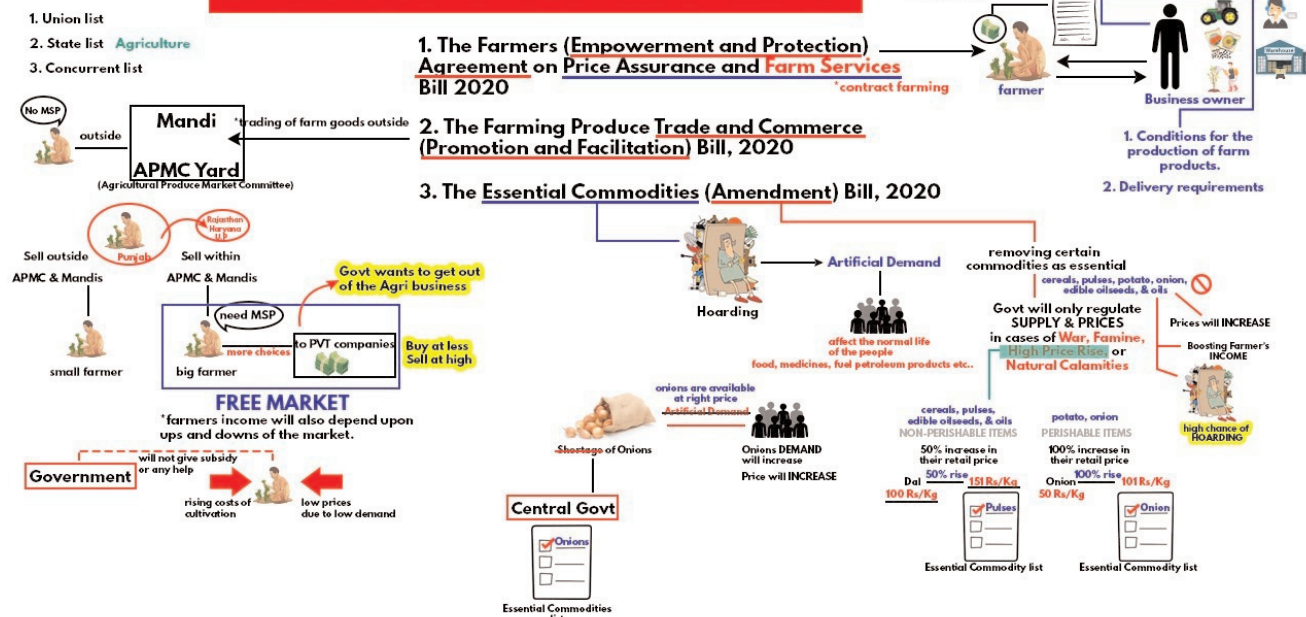 1. Union list
2. State list Agriculture
3. Concurrent list
1. The Farmers (Empowerment and Protection)
Agreement on Price Assurance and Farm Services
Bill 2020
*contract farming
farmer
Business owner
Warehouse
1. Conditions for the
production of farm
products.
2. Delivery requirements
No MSP
outside
Mandi
APMC Yard
(Agricultural Produce Market Committee)
*trading of farm goods outside
2. The Farming Produce Trade and Commerce
(Promotion and Facilitation) Bill, 2020
3. The Essential Commodities (Amendment) Bill, 2020
Punjab
Rajasthan
Haryana
U.P
Sell outside
APMC & Mandis
Sell within
APMC & Mandis
small farmer
need MSP
more choices
big farmer
to PVT companies
Govt wants to get out
of the Agri business
Buy at less
Sell at high
FREE MARKET
*farmers income will also depend upon
ups and downs of the market.
Government
will not give subsidy
or any help
rising costs of
cultivation
low prices
due to low demand
Hoarding
Artificial Demand
affect the normal life
of the people
food, medicines, fuel petroleum products etc..
onions are available
at right price
Artificial Demand
Shortage of Onions
Onions DEMAND
will increase
Price will INCREASE
Central Govt
Onions
Essential Commodities
removing certain
commodities as essential
cereals, pulses, potato, onion,
edible oilseeds, & oils
Govt will only regulate
SUPPLY & PRICES
in cases of War, Famine,
High Price Rise, or
Natural Calamities
Prices will INCREASE
Boosting Farmer's
INCOME
high chance of
HOARDING
cereals, pulses,
edible oilseeds, & oils
NON-PERISHABLE ITEMS
50% increase in
their retail price
Dal 50% rise 151 Rs/Kg
100 Rs/Kg
Pulses
Essential Commodity list
potato, onion
PERISHABLE ITEMS
100% increase in
their retail price
Onion 100% rise 101 Rs/Kg
50 Rs/Kg
Onion
Essential Commodity list